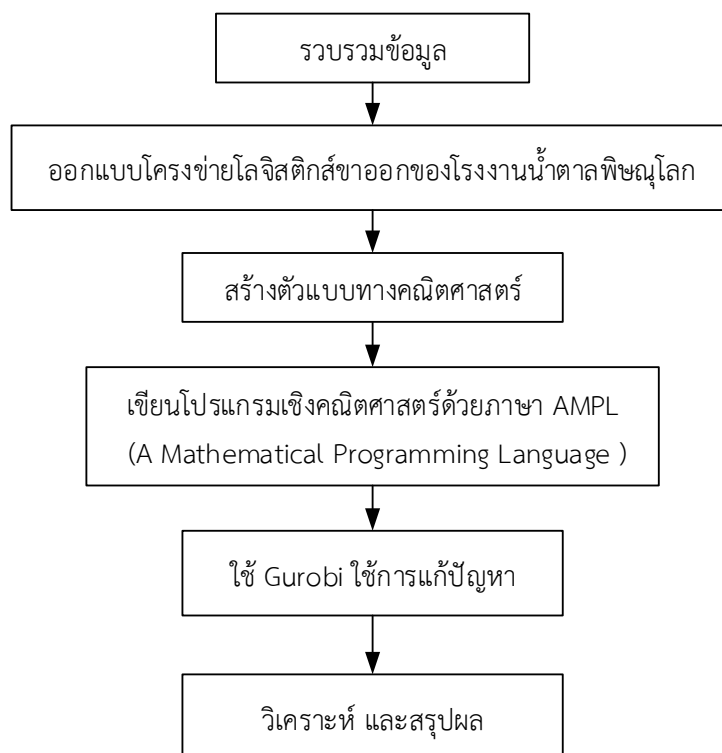 รวบรวมข้อมูล
ออกแบบโครงข่ายโลจิสติกส์ขาออกของโรงงานน้ำตาลพิษณุโลก
สร้างตัวแบบทางคณิตศาสตร์
เขียนโปรแกรมเชิงคณิตศาสตร์ด้วยภาษา AMPL
(A Mathematical Programming Language )
ใช้ Gurobi ใช้การแก้ปัญหา
วิเคราะห์ และสรุปผล